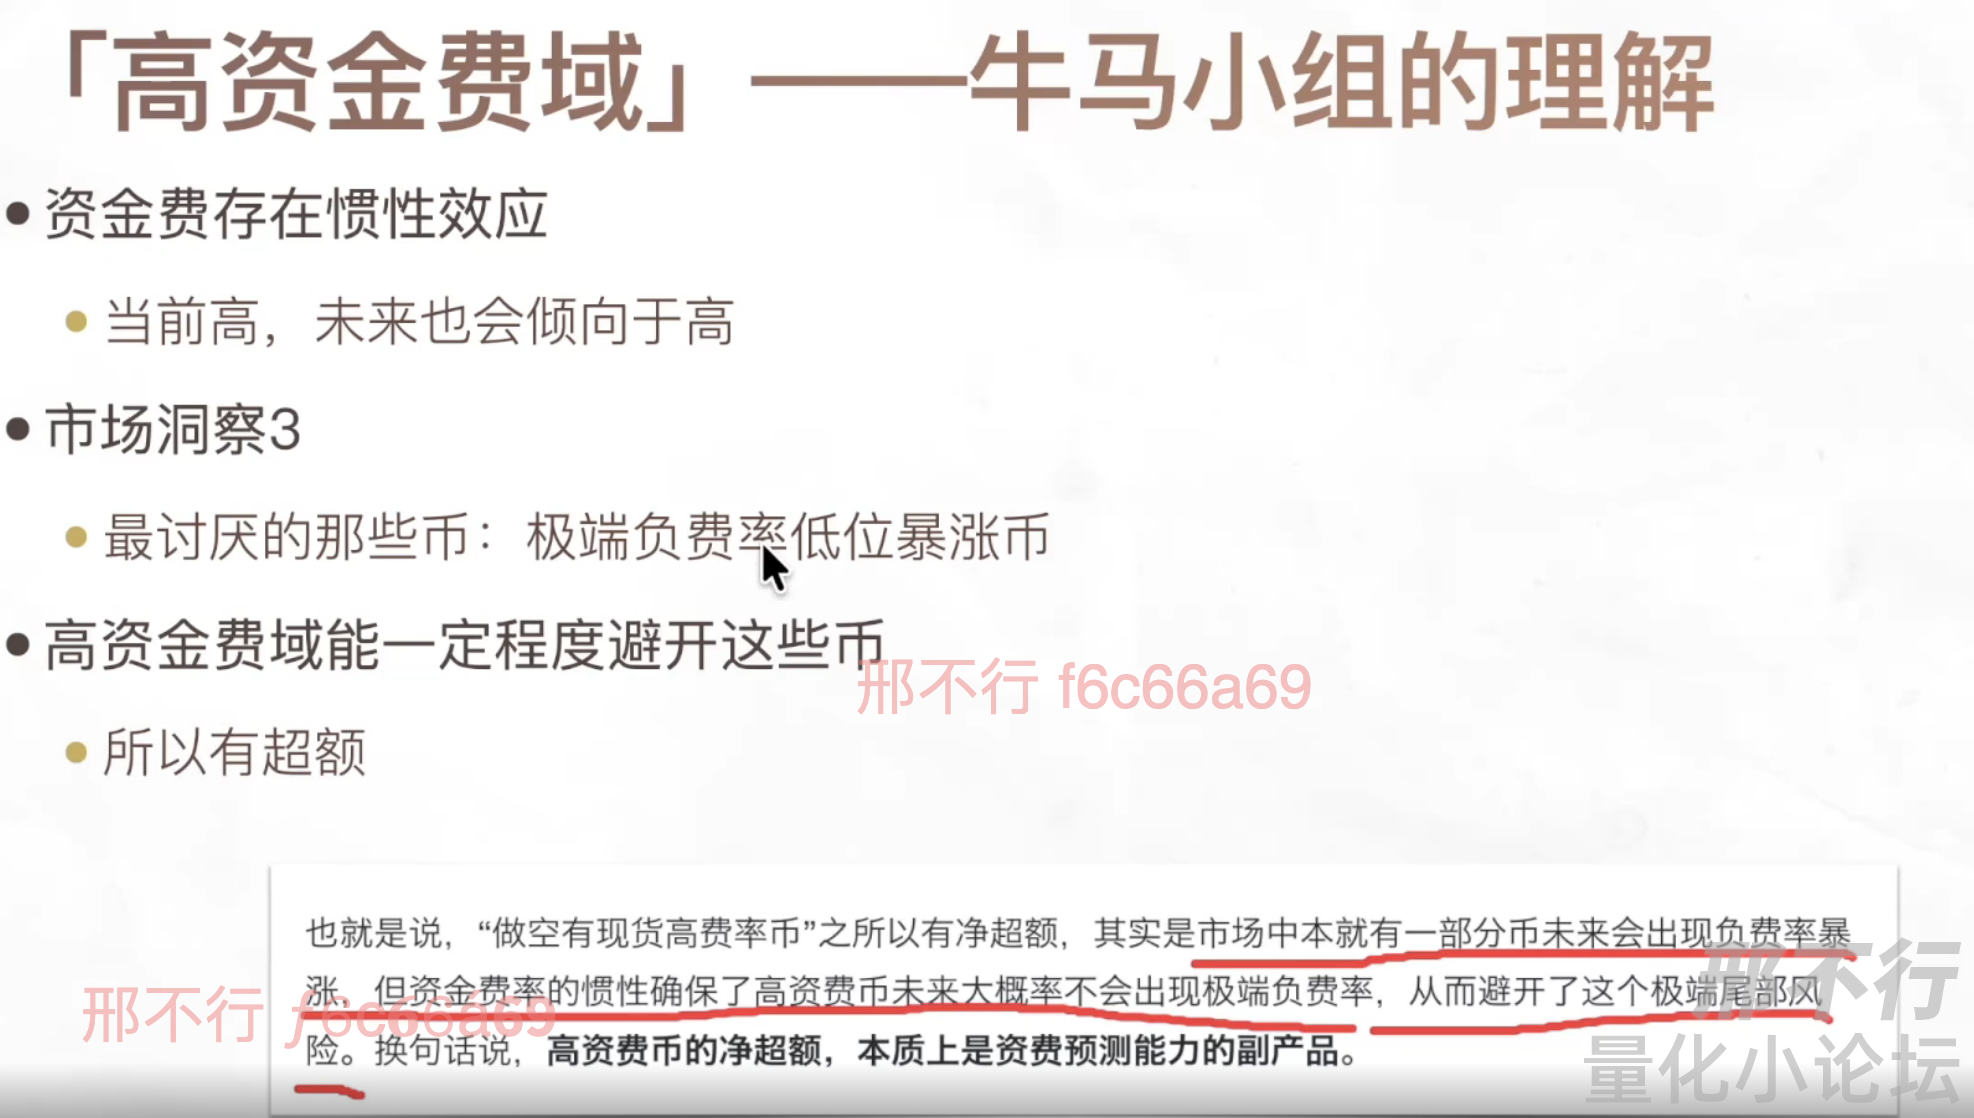 「高资金费域」——牛马小组的理解
资金费存在惯性效应
当前高，未来也会倾向于高
市场洞察3
最讨厌的那些币：极端负费率低位暴涨币
高资金费域能一定程度避开这些币
邢不行 f6c66a69
所以有超额
也就是说，“做空有现货高费率币”之所以有净超额，其实是市场中本就有一部分币未来会出现负费率暴
涨，但资金费率的惯性确保了高资费币未来大概率不会出现极端负费率，从而避开了这个极端尾部风
险。换句话说，高资费币的净超额，本质上是资费预测能力的副产品。
邢不行 f6c66a69
邢不行
量化小论坛